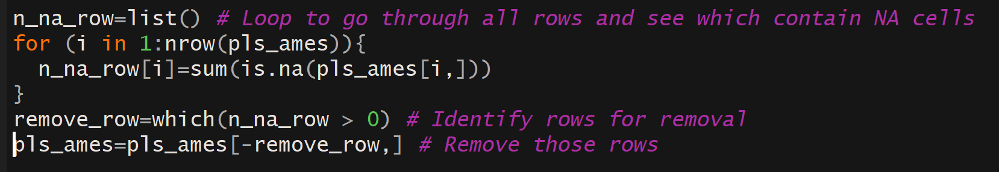 n_na_row=list() # Loop to go through all rows and see which contain NA cells
for (i in 1:nrow(pls_ames)){
  n_na_row[i]=sum(is.na(pls_ames[i,]))
}
remove_row=which(n_na_row > 0) # Identify rows for removal
pls_ames=pls_ames[-remove_row,] # Remove those rows